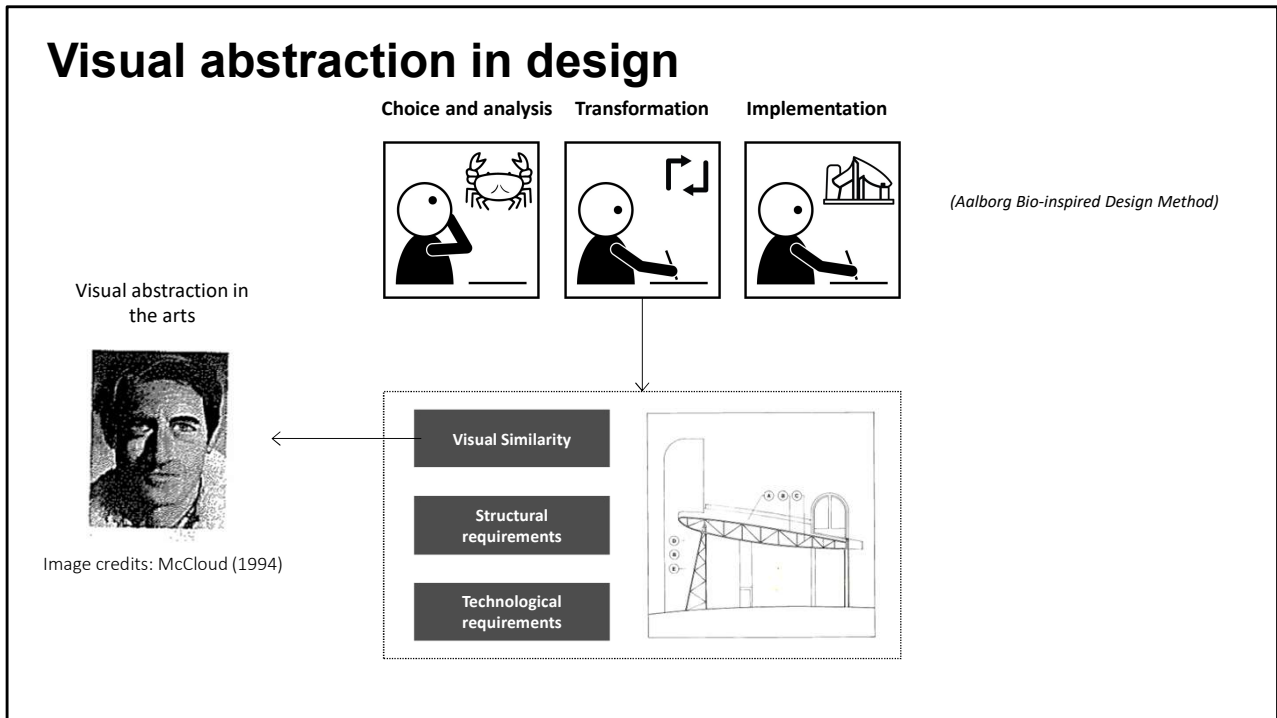 Visual abstraction in design
Choice and analysis
Transformation
Implementation
(Aalborg Bio-inspired Design Method)
Visual abstraction in
the arts
Image credits: McCloud (1994)
Visual Similarity
Structural
requirements
Technological
requirements
A B C
D
E